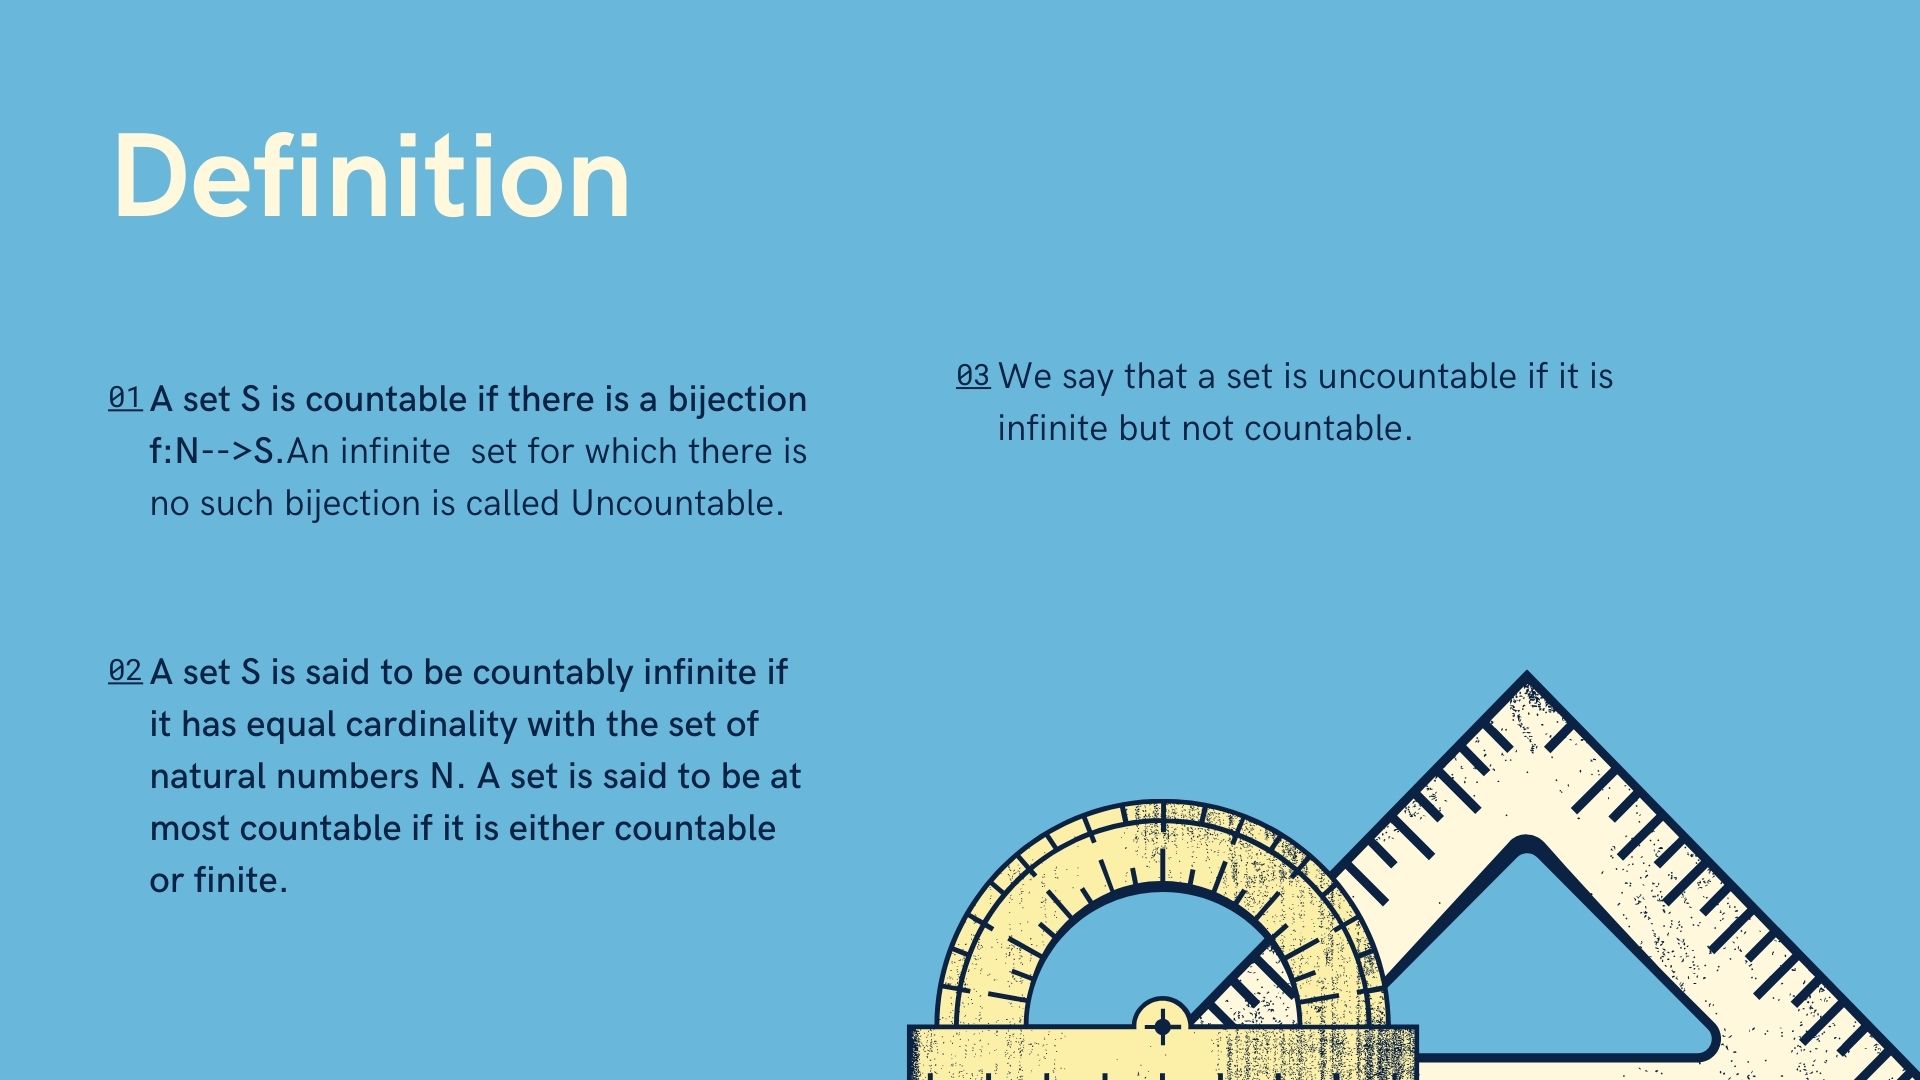 Definition
01 A set S is countable if there is a bijection
f:N-->S.An infinite  set for which there is
no such bijection is called Uncountable.
02 A set S is said to be countably infinite if
it has equal cardinality with the set of
natural numbers N. A set is said to be at
most countable if it is either countable
or finite.
03 We say that a set is uncountable if it is
infinite but not countable.